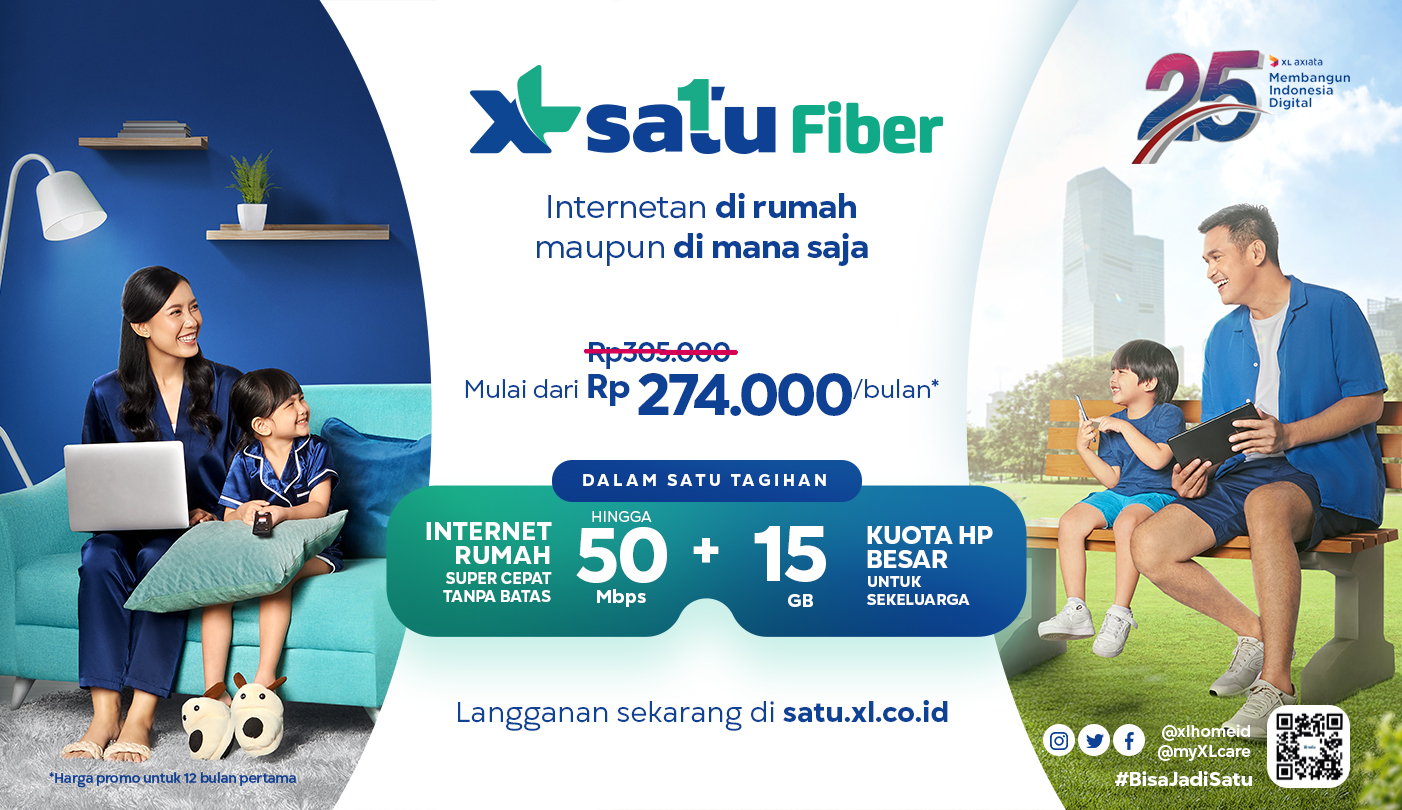 XL satu Fiber
25
XL axiata
Membangun
Indonesia
Digital
Internetan di rumah
maupun di mana saja
Rp305.000
Mulai dari Rp 274.000/bulan*
DALAM SATU TAGIHAN
INTERNET
RUMAH
SUPER CEPAT
TANPA BATAS
HINGGA
50
Mbps
+
15
GB
KUOTA HP
BESAR
UNTUK
SEKELUARGA
Langganan sekarang di satu.xl.co.id
@xlhomeid
@myXLcare
#BisaJadiSatu
*Harga promo untuk 12 bulan pertama